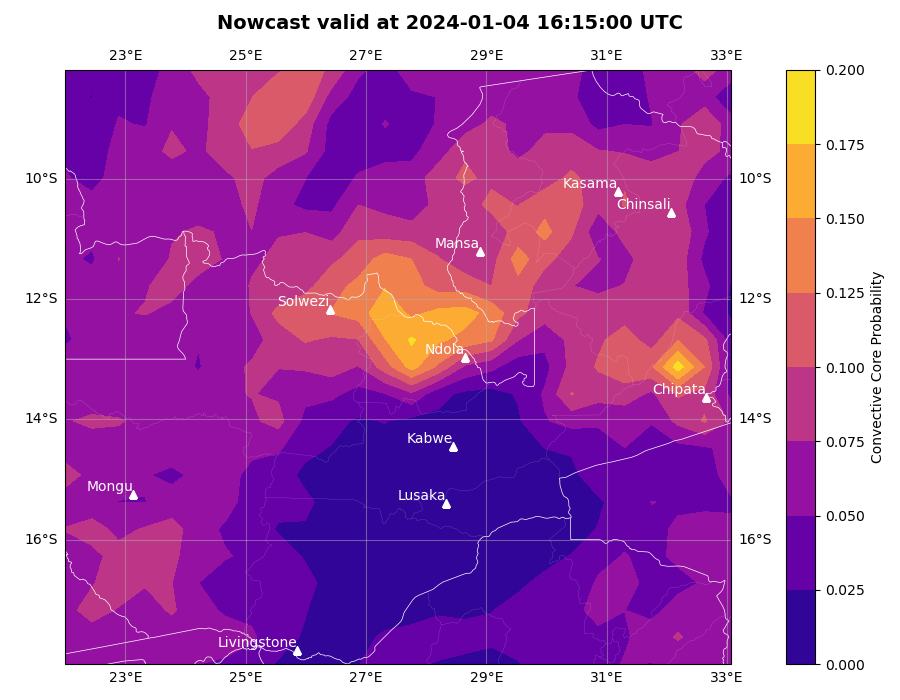 Nowcast valid at 2024-01-04 16:15:00 UTC
23°E 25°E 27°E 29°E 31°E 33°E
0.200
0.175
10°S Kasama 10°S
Chinsali
0.150
Mansa
12°S Solwezi 12°S
0.125
Ndola
0.100
Chipata
14°S 14°S
Kabwe
0.075
Mongu
Lusaka
0.050
16°S 16°S
0.025
Livingstone
0.000
23°E 25°E 27°E 29°E 31°E 33°E
Convective Core Probability